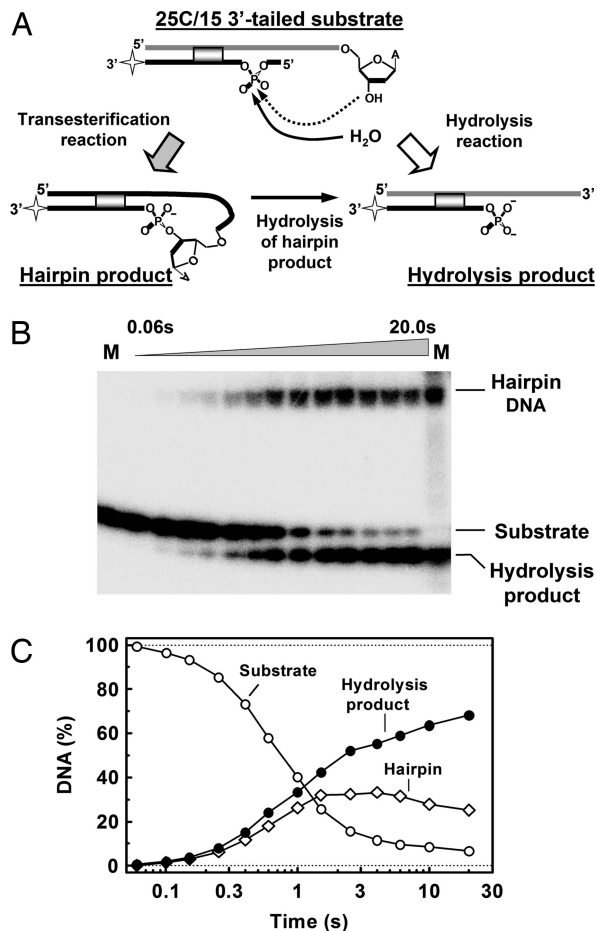 A
25C/15 3'-tailed substrate
5'
3'
O
O
O
P
O
O
5'
O
O
A
OH
H₂O
Transesterification
reaction
Hydrolysis
reaction
5'
3'
O
P
O
O
−
O
O
O
A
Hairpin product
Hydrolysis
of hairpin
product
5'
3'
3'
O
P
O
O
−
O
−
Hydrolysis product
B
0.06s
20.0s
M
M
Hairpin
DNA
Substrate
Hydrolysis
product
C
100
80
60
40
20
0
DNA (%)
Substrate
Hydrolysis
product
Hairpin
0.1
0.3
1
3
10
30
Time (s)